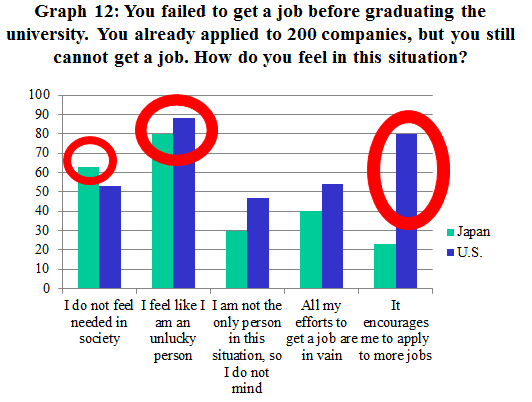 Graph 12: You failed to get a job before graduating the
university. You already applied to 200 companies, but you still
cannot get a job. How do you feel in this situation?
100
90
80
70
60
50
40
30
20
10
0
Japan
U.S.
I do not feel
needed in
society
I feel like I
am an
unlucky
person
I am not the
only person
in this
situation, so
I do not
mind
All my
efforts to
get a job are
in vain
It
encourages
me to apply
to more jobs